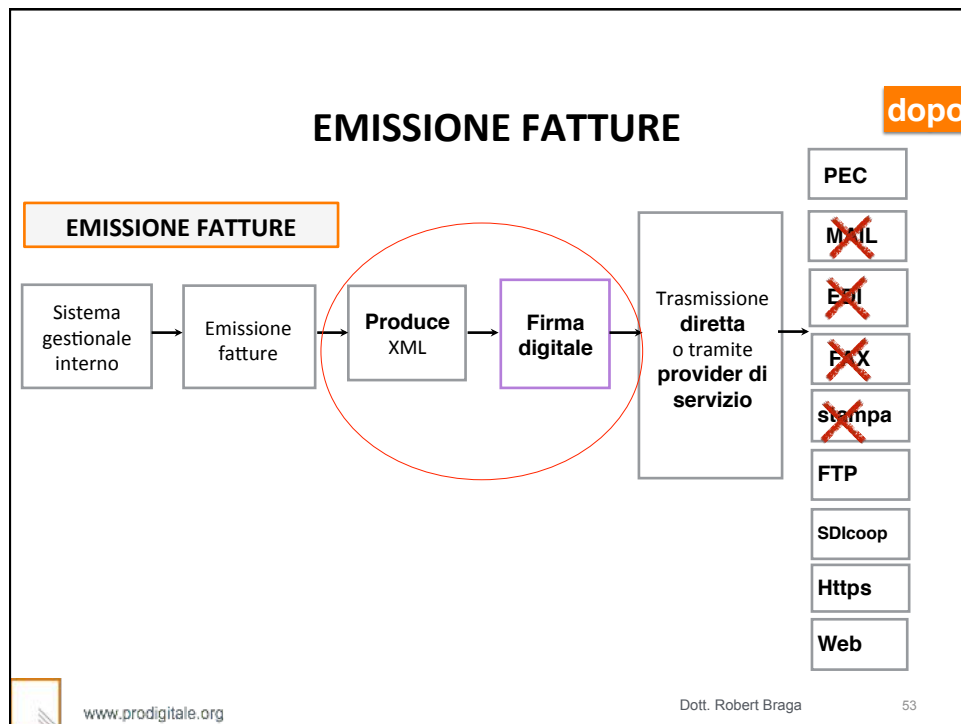 EMISSIONE FATTURE
dopo
EMISSIONE FATTURE
Sistema
gestionale
interno
Emissione
fatture
Produce
XML
Firma
digitale
Trasmissione
diretta
o tramite
provider di
servizio
PEC
MAIL
EDI
FAX
stampa
FTP
SDIcoop
Https
Web
www.prodigitale.org
Dott. Robert Braga
53